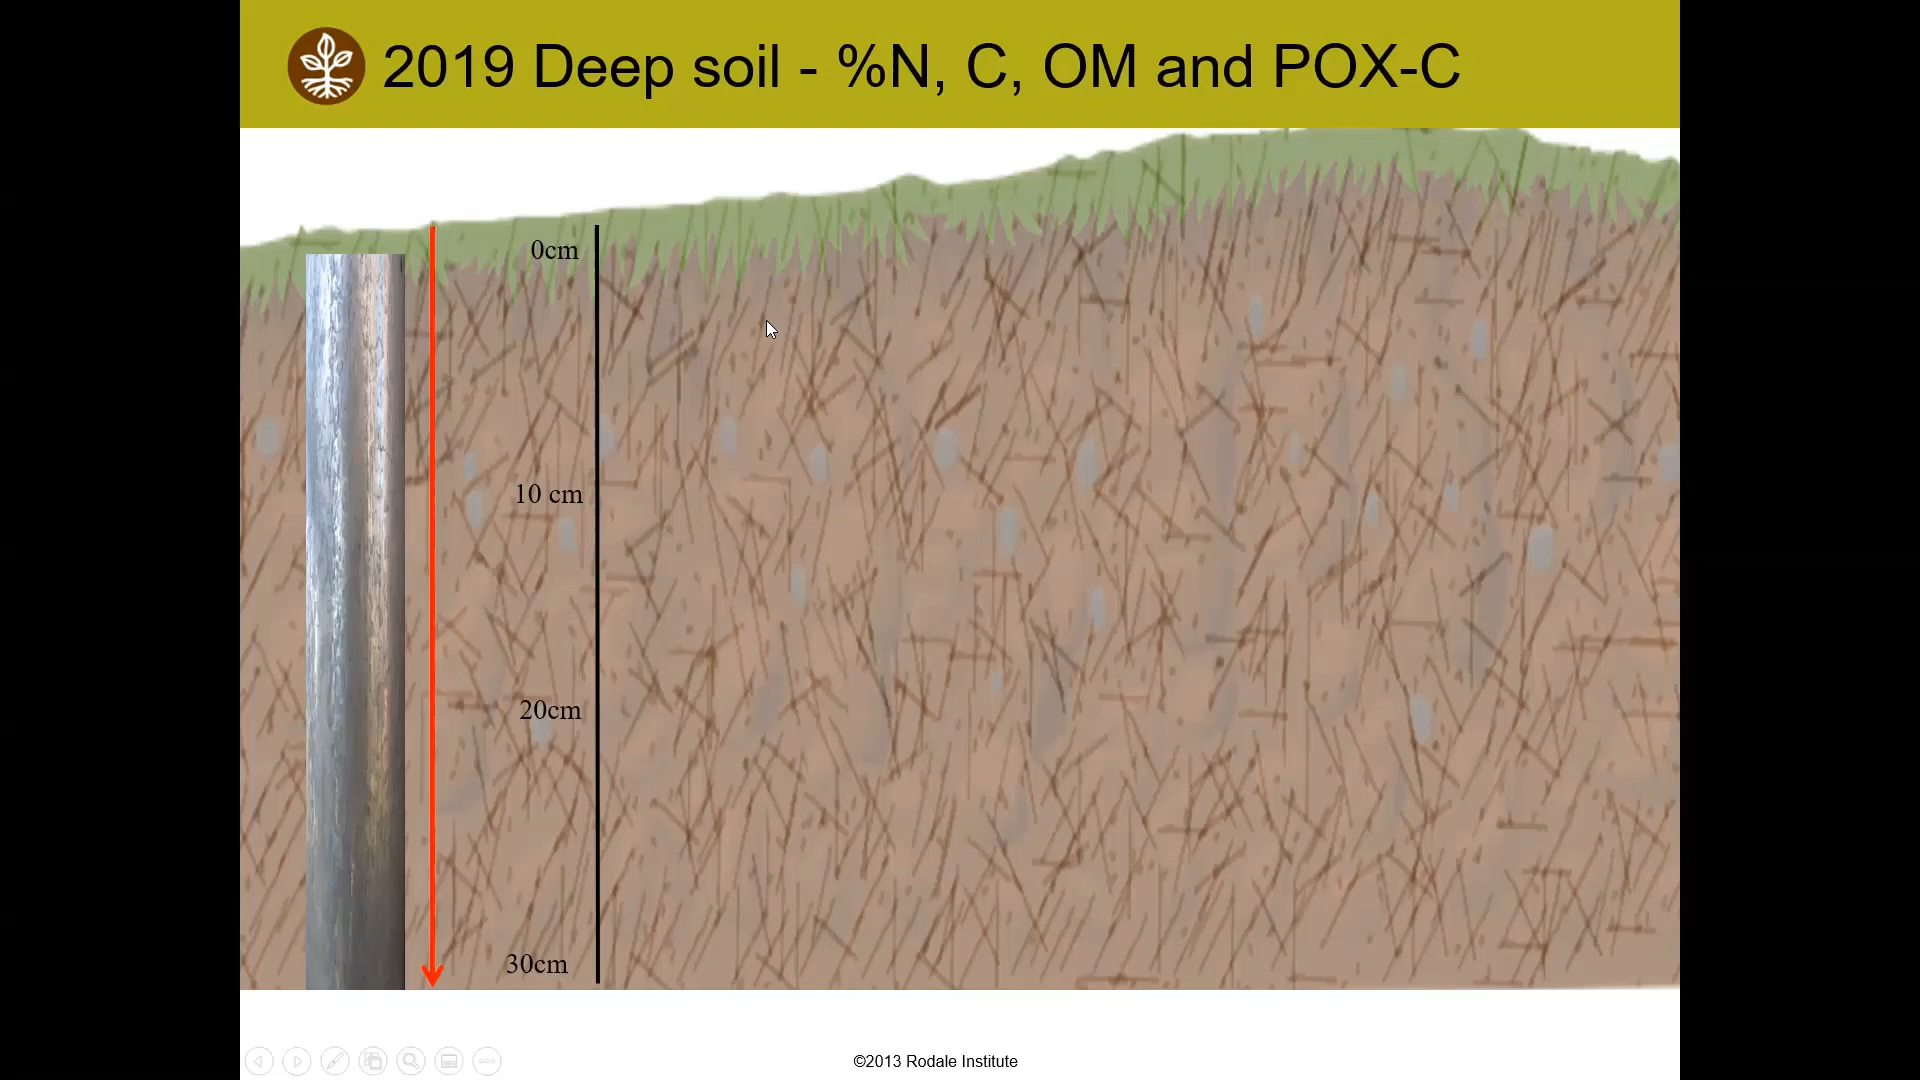 2019 Deep soil - %N, C, OM and POX-C
0cm
10 cm
20cm
30cm
©2013 Rodale Institute